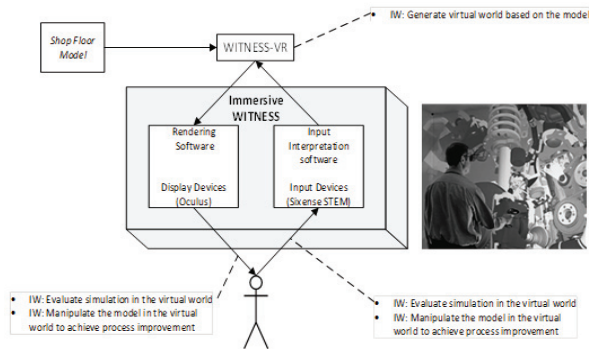 • IW: Generate virtual world based on the model
Shop Floor
Model
WITNESS-VR
Immersive
WITNESS
Rendering
Software
Display Devices
(Oculus)
Input
Interpretation
software
Input Devices
(Sixense STEM)
• IW: Evaluate simulation in the virtual world
• IW: Manipulate the model in the virtual
world to achieve process improvement
• IW: Evaluate simulation in the virtual world
• IW: Manipulate the model in the virtual
world to achieve process improvement